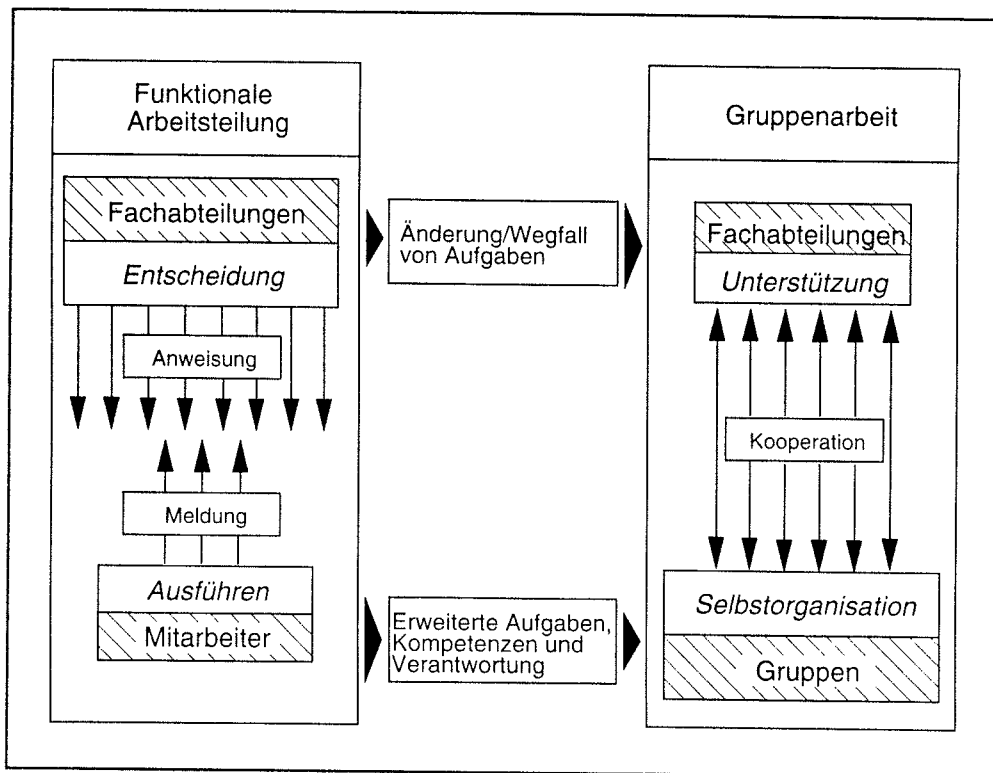 Funktionale
Arbeitsteilung
Fachabteilungen
Entscheidung
Anweisung
Meldung
Ausführen
Mitarbeiter
Änderung/Wegfall
von Aufgaben
Erweiterte Aufgaben,
Kompetenzen und
Verantwortung
Gruppenarbeit
Fachabteilungen
Unterstützung
Kooperation
Selbstorganisation
Gruppen